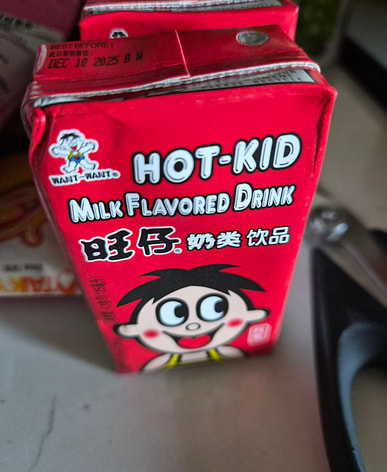 BEST BEFORE:
DEC 10 2025
WANT-WANT®
HOT-KID
MILK FLAVORED DRINK
旺仔 奶类 饮品